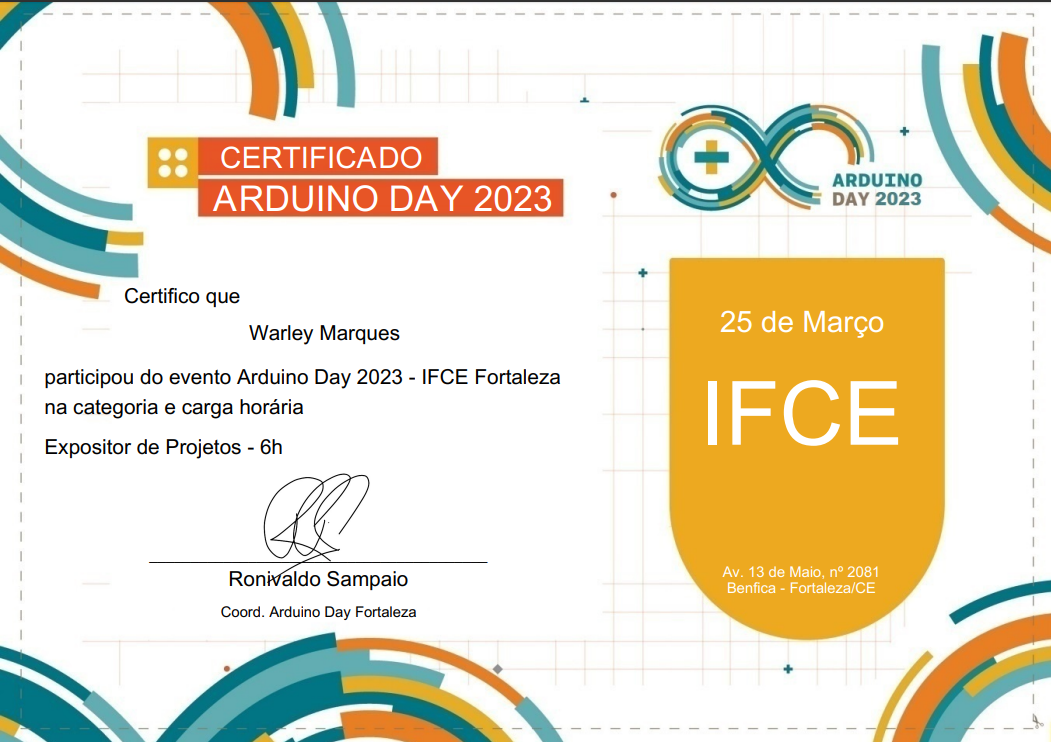 CERTIFICADO
ARDUINO DAY 2023
ARDUINO
DAY 2023
Certifico que
Warley Marques
participou do evento Arduino Day 2023 - IFCE Fortaleza
na categoria e carga horária
Expositor de Projetos - 6h
Ronivaldo Sampaio
Coord. Arduino Day Fortaleza
25 de Março
IFCE
Av. 13 de Maio, nº 2081
Benfica - Fortaleza/CE